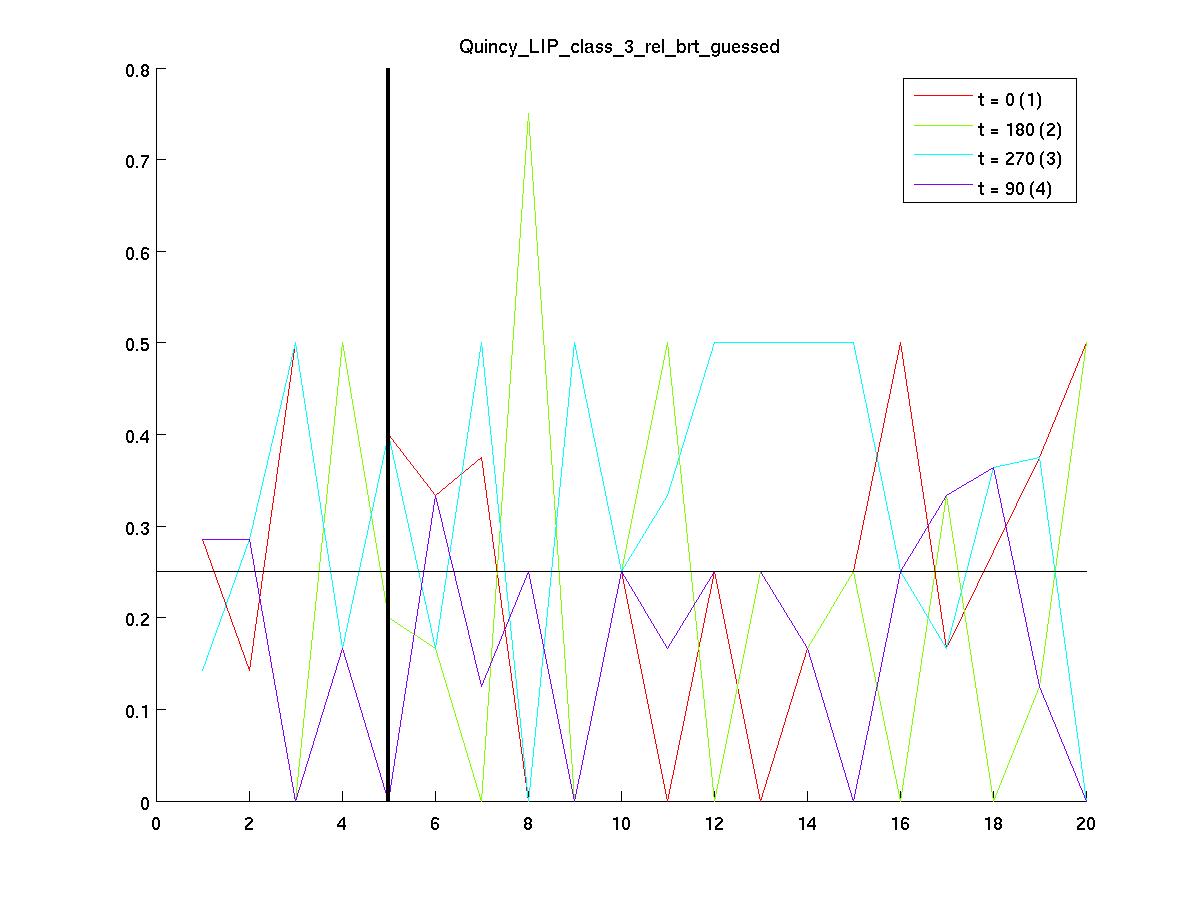 Quincy_LIP_class_3_rel_brt_guessed
t = 0 (1)
t = 180 (2)
t = 270 (3)
t = 90 (4)
0.8
0.7
0.6
0.5
0.4
0.3
0.2
0.1
0
0 2 4 6 8 10 12 14 16 18 20